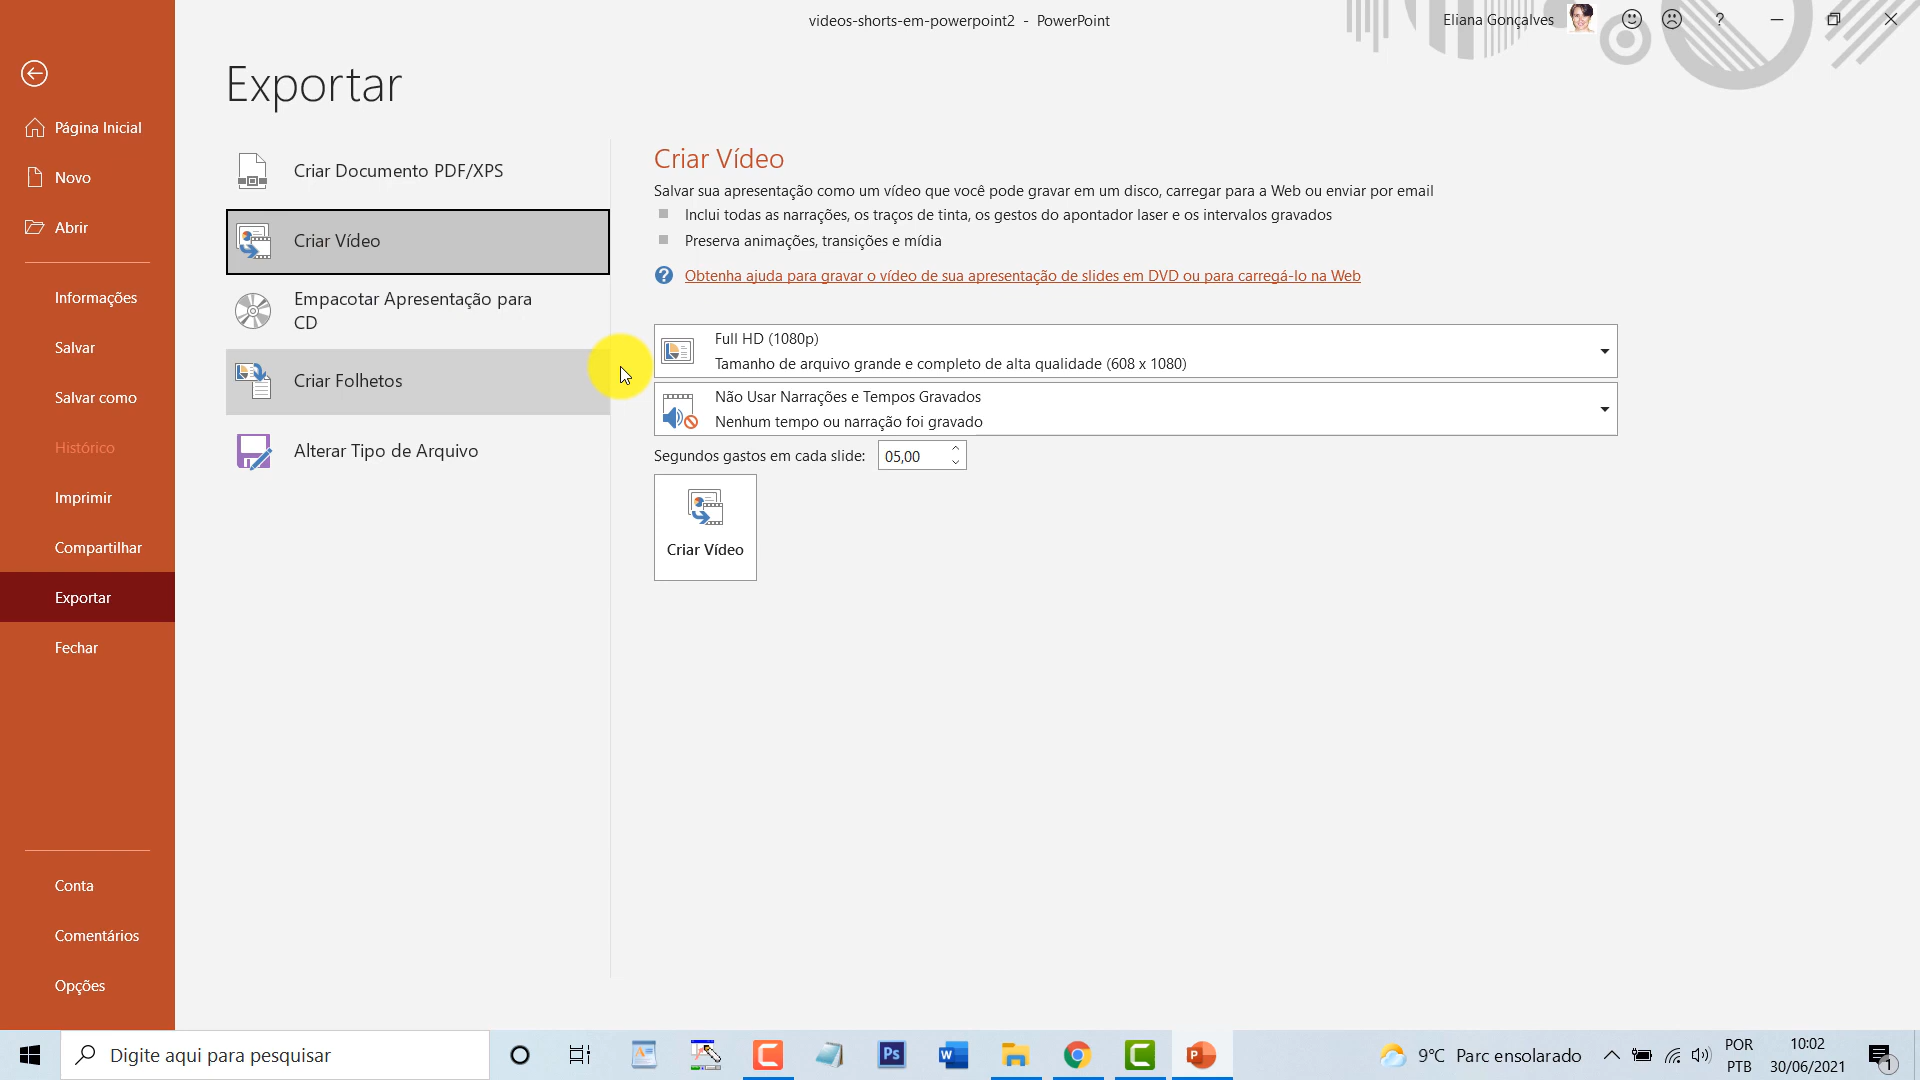 videos-shorts-em-powerpoint2 - PowerPoint
Eliana Gonçalves
?
Exportar
Página Inicial
Novo
Abrir
Informações
Salvar
Salvar como
Histórico
Imprimir
Compartilhar
Exportar
Fechar
Conta
Comentários
Opções
Criar Documento PDF/XPS
Criar Vídeo
Empacotar Apresentação para
CD
Criar Folhetos
Alterar Tipo de Arquivo
Criar Vídeo
Salvar sua apresentação como um vídeo que você pode gravar em um disco, carregar para a Web ou enviar por email
Inclui todas as narrações, os traços de tinta, os gestos do apontador laser e os intervalos gravados
Preserva animações, transições e mídia
Obtenha ajuda para gravar o vídeo de sua apresentação de slides em DVD ou para carregá-lo na Web
Full HD (1080p)
Tamanho de arquivo grande e completo de alta qualidade (608 x 1080)
Não Usar Narrações e Tempos Gravados
Nenhum tempo ou narração foi gravado
Segundos gastos em cada slide: 05,00
Criar Vídeo
Digite aqui para pesquisar
Ps
W
P
9°C Parc ensolarado
POR
PTB
10:02
30/06/2021
1